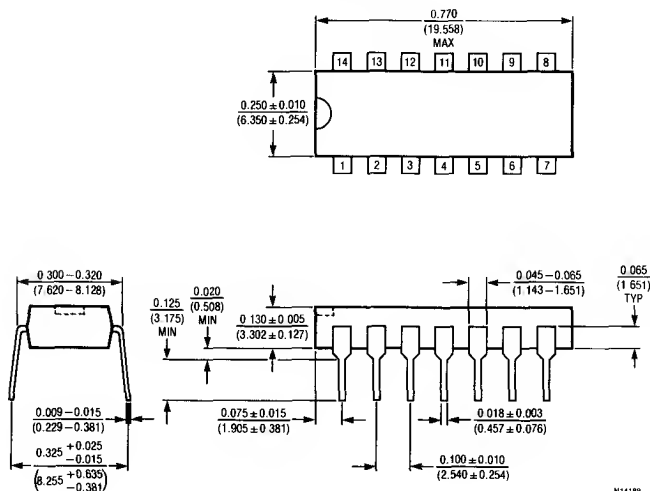 0.770
(19.558)
MAX
14 13 12 11 10 9 8
0.250 ± 0.010
(6.350 ± 0.254)
1 2 3 4 5 6 7
0.300 – 0.320
(7.620 – 8.128)
0.125
(3.175)
MIN
0.020
(0.508)
MIN
0.130 ± 0.005
(3.302 ± 0.127)
0.045 – 0.065
(1.143 – 1.651)
0.065
(1.651)
TYP
0.009 – 0.015
(0.229 – 0.381)
0.075 ± 0.015
(1.905 ± 0.381)
0.018 ± 0.003
(0.457 ± 0.076)
0.325 +0.025
−0.015
(8.255 +0.635
−0.381)
0.100 ± 0.010
(2.540 ± 0.254)